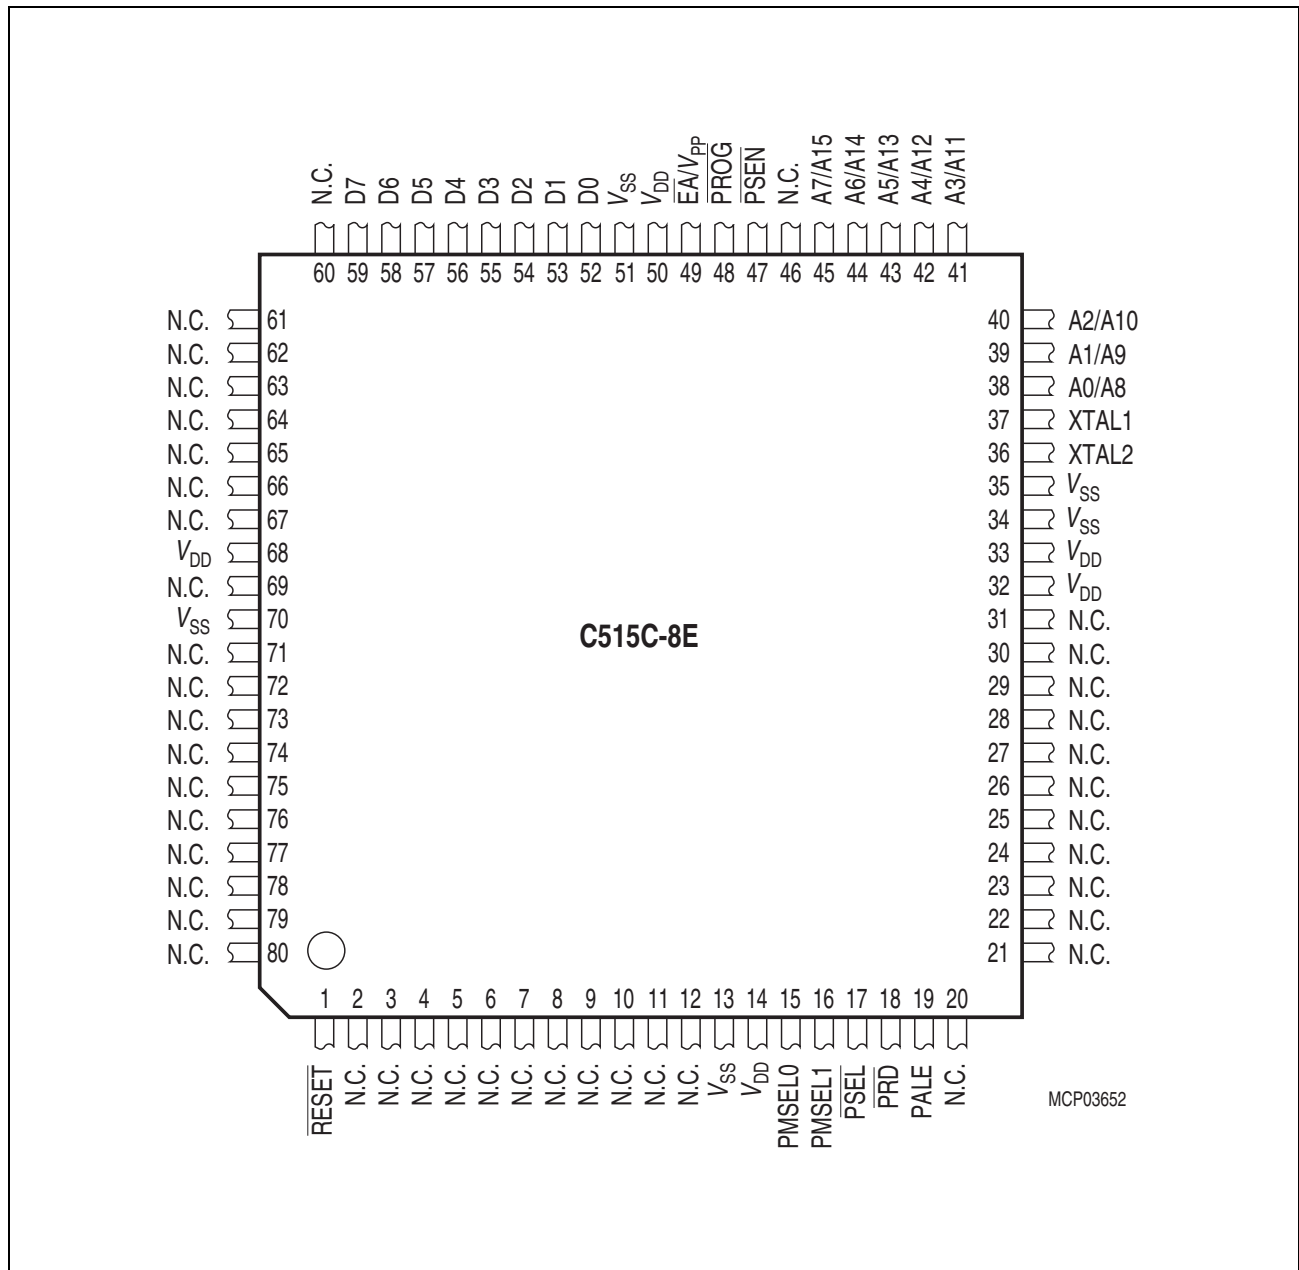 N.C. D7 D6 D5 D4 D3 D2 D1 D0 VSS VDD EA/VPP PROG PSEN N.C. A7/A15 A6/A14 A5/A13 A4/A12 A3/A11
60 59 58 57 56 55 54 53 52 51 50 49 48 47 46 45 44 43 42 41
N.C. 61 40 A2/A10
N.C. 62 39 A1/A9
N.C. 63 38 A0/A8
N.C. 64 37 XTAL1
N.C. 65 36 XTAL2
N.C. 66 35 VSS
N.C. 67 34 VSS
VDD 68 33 VDD
N.C. 69 32 VDD
VSS 70 31 N.C.
C515C-8E
N.C. 71 30 N.C.
N.C. 72 29 N.C.
N.C. 73 28 N.C.
N.C. 74 27 N.C.
N.C. 75 26 N.C.
N.C. 76 25 N.C.
N.C. 77 24 N.C.
N.C. 78 23 N.C.
N.C. 79 22 N.C.
N.C. 80 21 N.C.
1 2 3 4 5 6 7 8 9 10 11 12 13 14 15 16 17 18 19 20
RESET N.C. N.C. N.C. N.C. N.C. N.C. N.C. N.C. N.C. N.C. N.C. VSS VDD PMSEL0 PMSEL1 PSEL PRD PALE N.C.
MCP03652